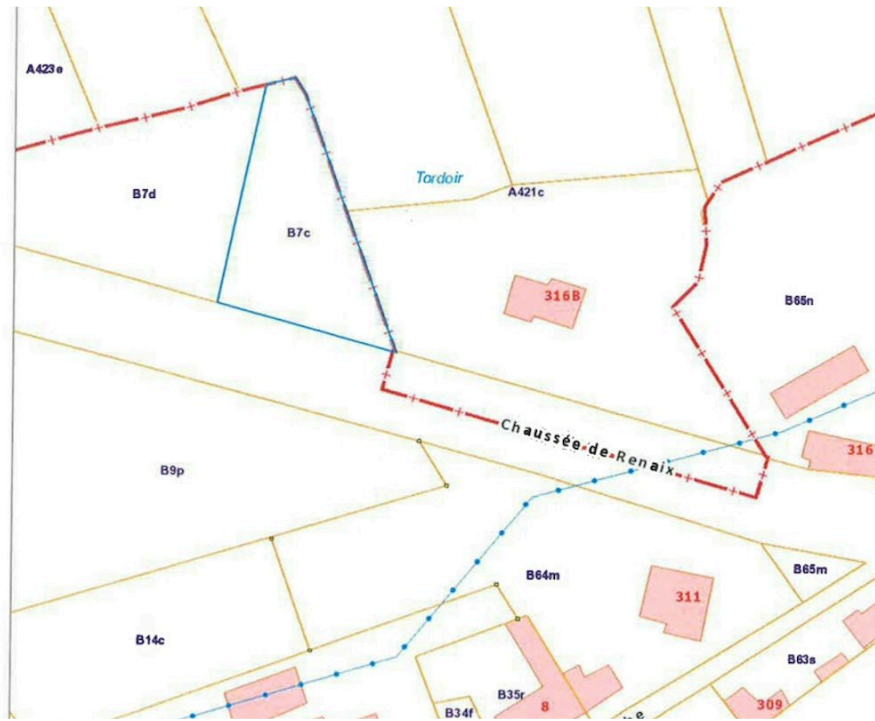 A423e
B7d
Tordoir
A421c
B7c
316B
B65n
Chaussée de Renaix
316
B9p
B64m
B65m
311
B14c
B63s
B35r
B34f
8
309